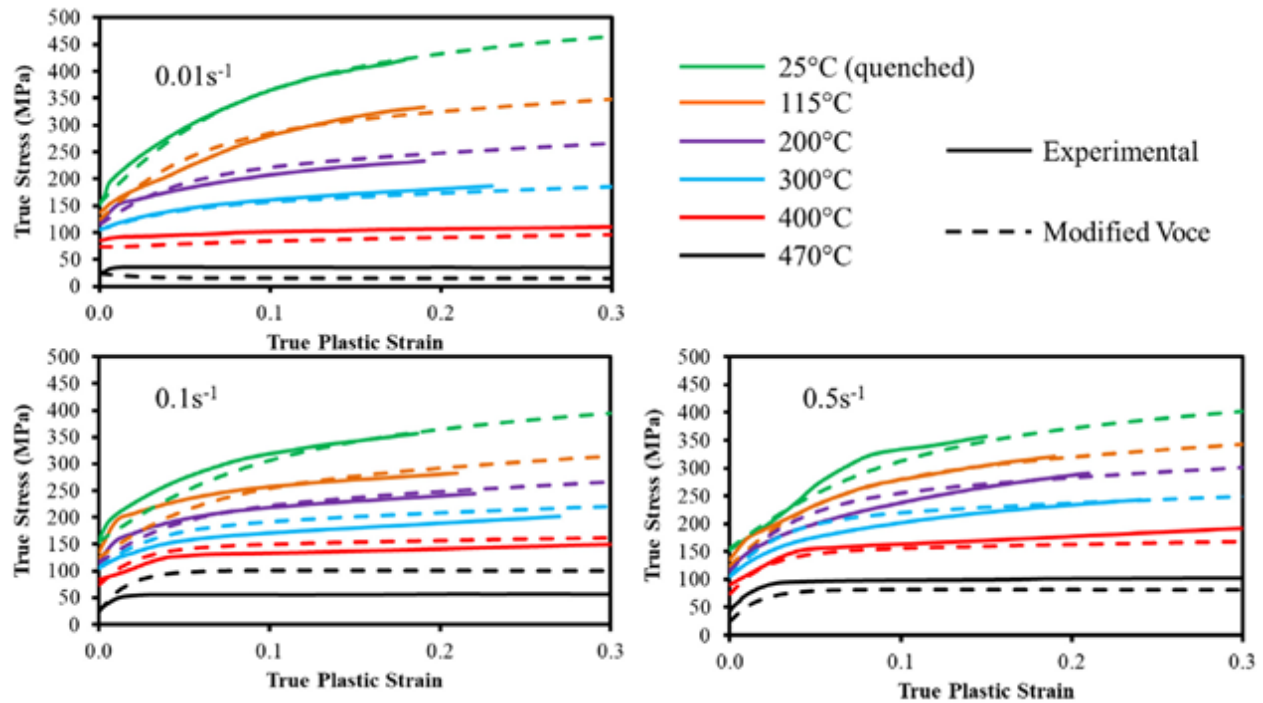 500
450
400
350
300
250
200
150
100
50
0
True Stress (MPa)
0.01s⁻¹
0.0 0.1 0.2 0.3
True Plastic Strain
25°C (quenched)
115°C
200°C
300°C
400°C
470°C
Experimental
Modified Voce
500
450
400
350
300
250
200
150
100
50
0
True Stress (MPa)
0.1s⁻¹
0.0 0.1 0.2 0.3
True Plastic Strain
500
450
400
350
300
250
200
150
100
50
0
True Stress (MPa)
0.5s⁻¹
0.0 0.1 0.2 0.3
True Plastic Strain